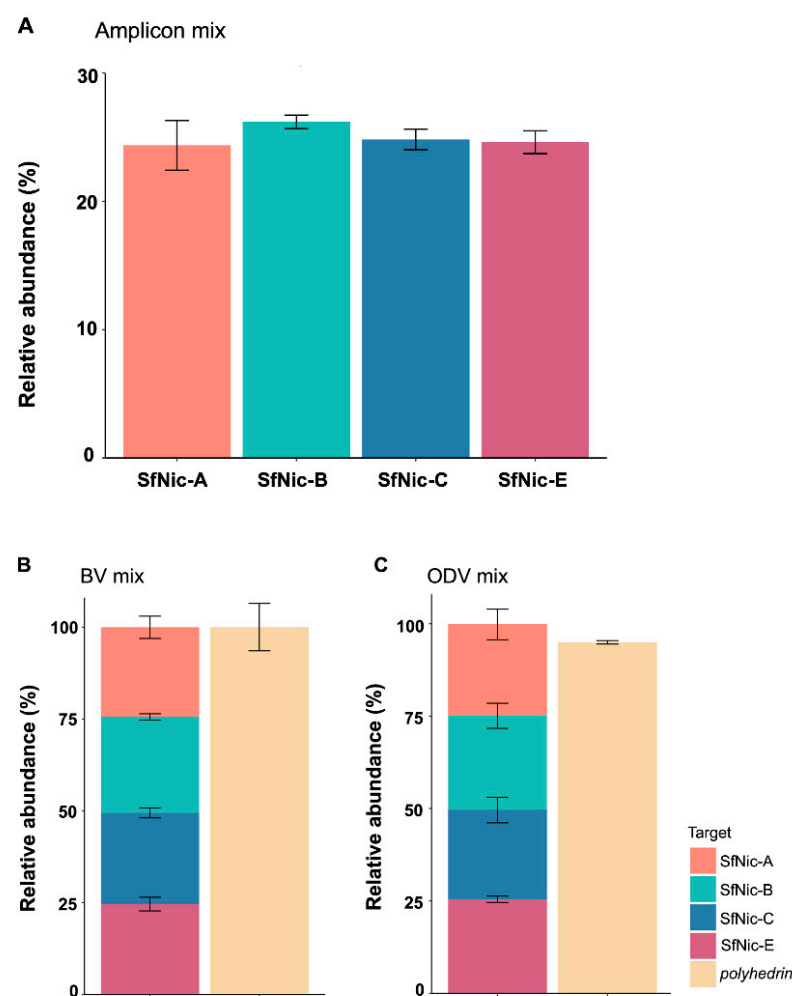 A
Amplicon mix
Relative abundance (%)
30
20
10
0
SfNic-A SfNic-B SfNic-C SfNic-E
B
BV mix
Relative abundance (%)
100
75
50
25
0
C
ODV mix
Relative abundance (%)
100
75
50
25
0
Target
SfNic-A
SfNic-B
SfNic-C
SfNic-E
polyhedrin